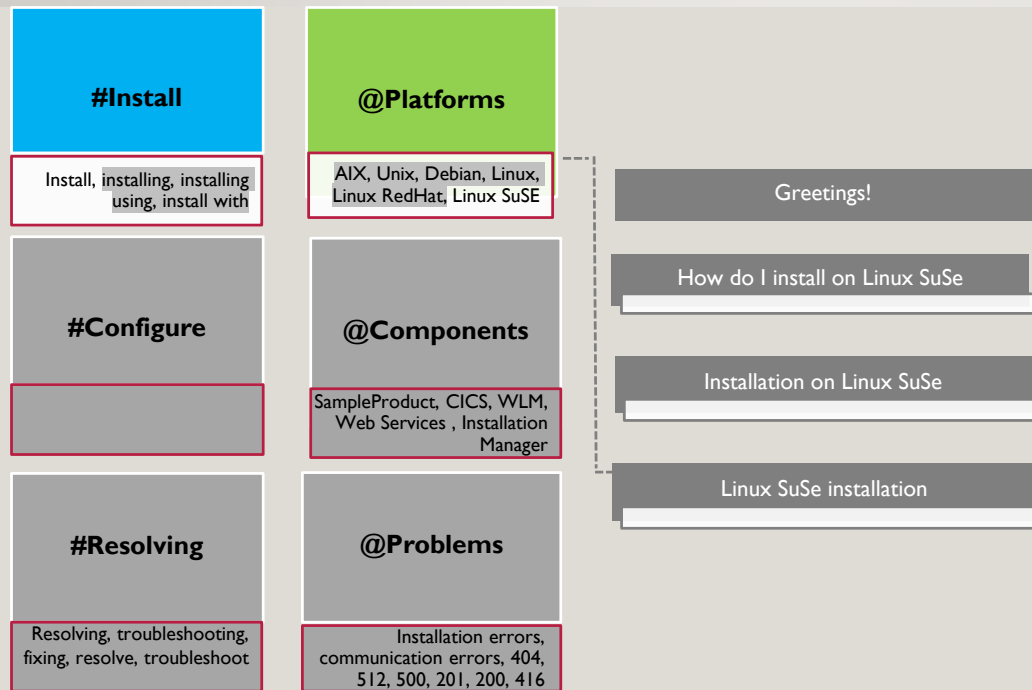 #Install
Install, installing, installing
using, install with
@Platforms
AIX, Unix, Debian, Linux,
Linux RedHat, Linux SuSE
#Configure
@Components
SampleProduct, CICS, WLM,
Web Services , Installation
Manager
#Resolving
Resolving, troubleshooting,
fixing, resolve, troubleshoot
@Problems
Installation errors,
communication errors, 404,
512, 500, 201, 200, 416
Greetings!
How do I install on Linux SuSe
Installation on Linux SuSe
Linux SuSe installation